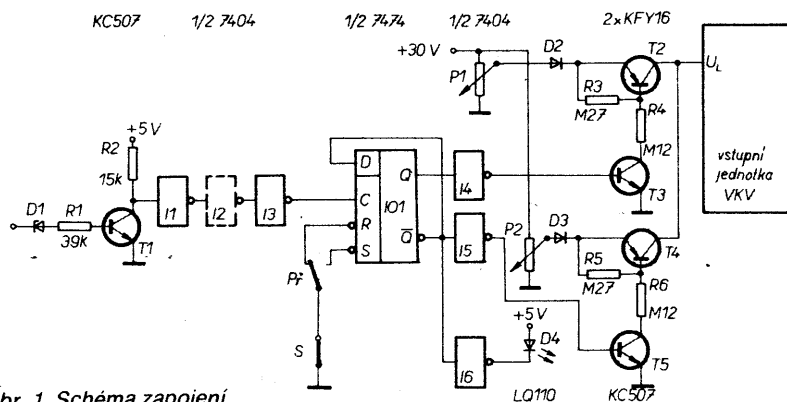 KC507 1/2 7404 1/2 7474 1/2 7404 2xKFY16
+30 V D2 T2
P1 U_L
R3 R4
M27
+5 V M12
R2
15k D Q I4 T3
vstupní
jednotka
VKV
I1 I2 I3 C IO1
D1 R1 R P2 D3
39k T1 S Q̅ I5 T4
R5 R6
M27
Př +5V M12
D4
S I6 T5
LQ110 KC507
br. 1. Schéma zapojení